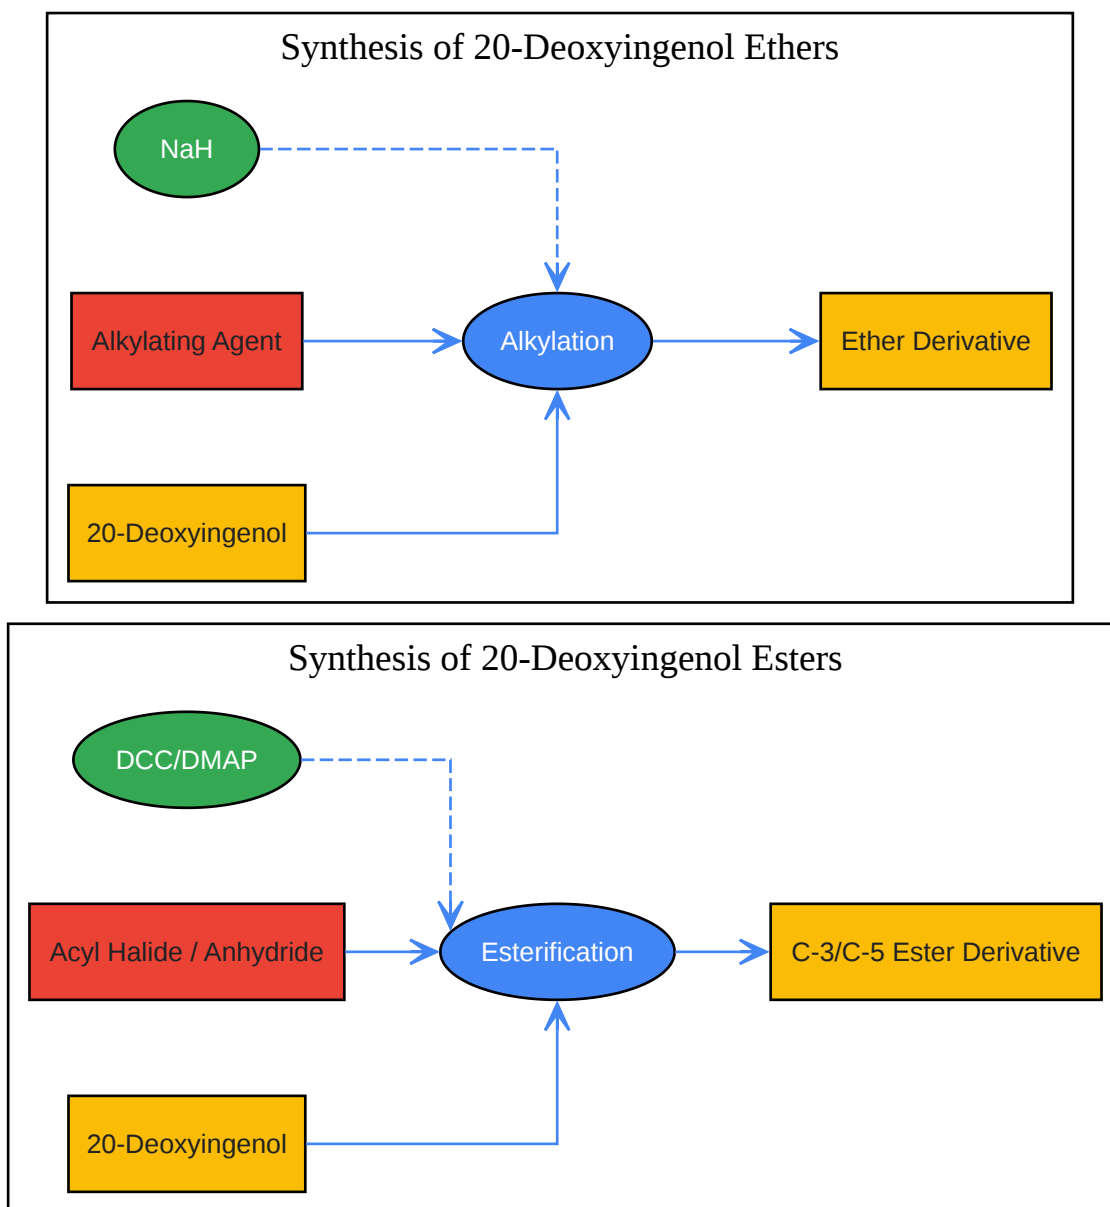 Synthesis of 20-Deoxyingenol Ethers
NaH
Alkylating Agent
Alkylation
Ether Derivative
20-Deoxyingenol
Synthesis of 20-Deoxyingenol Esters
DCC/DMAP
Acyl Halide / Anhydride
Esterification
C-3/C-5 Ester Derivative
20-Deoxyingenol